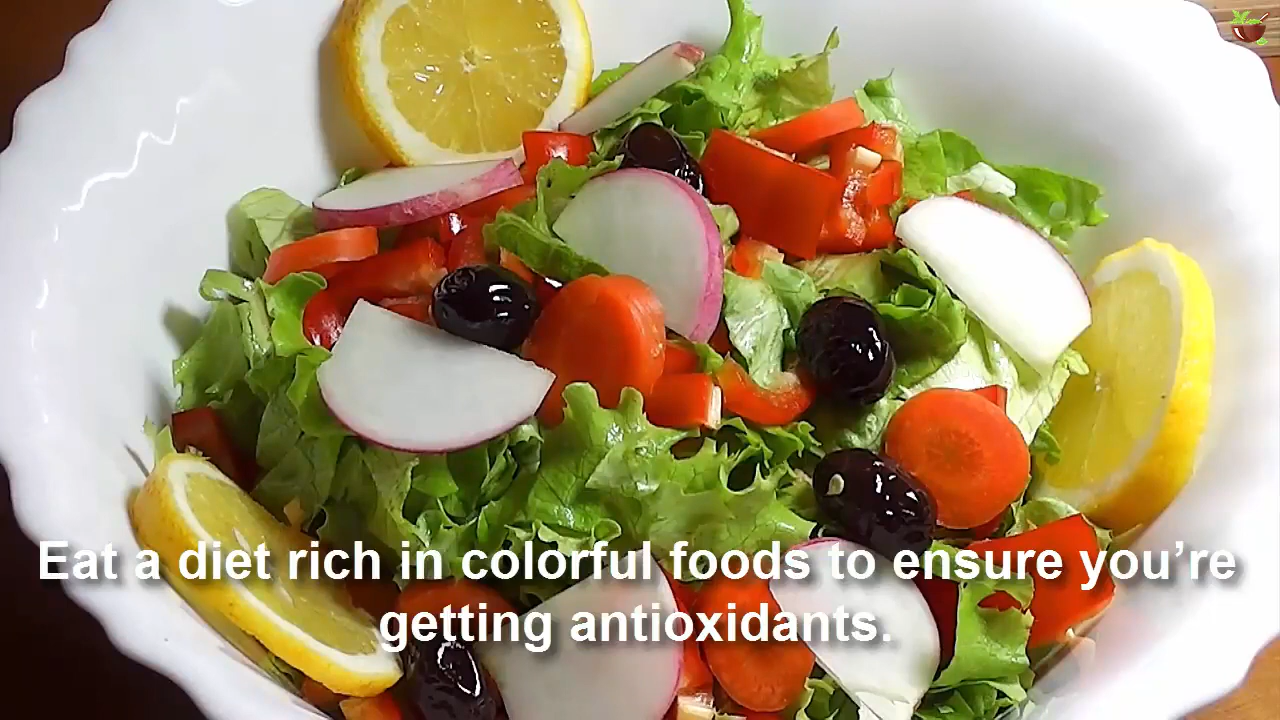 Eat a diet rich in colorful foods to ensure you’re
getting antioxidants.